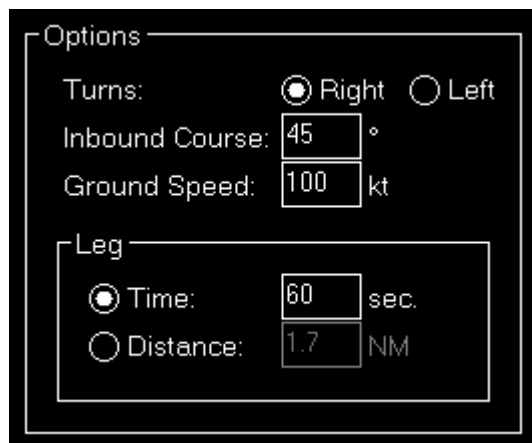 Options
Turns: Right Left
Inbound Course: 45 °
Ground Speed: 100 kt
Leg
Time: 60 sec.
Distance: 1.7 NM